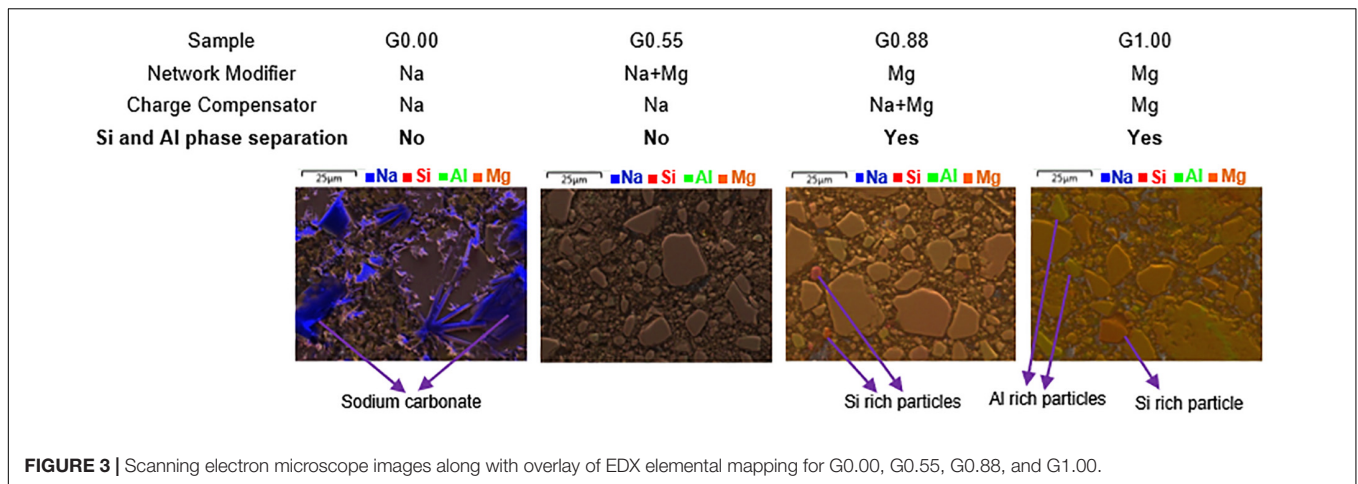 Sample G0.00 G0.55 G0.88 G1.00
Network Modifier Na Na+Mg Mg Mg
Charge Compensator Na Na Na+Mg Mg
Si and Al phase separation No No Yes Yes
25µm Na Si Al Mg 25µm Na Si Al Mg 25µm Na Si Al Mg 25µm Na Si Al Mg
Sodium carbonate Si rich particles Al rich particles Si rich particle
FIGURE 3 | Scanning electron microscope images along with overlay of EDX elemental mapping for G0.00, G0.55, G0.88, and G1.00.